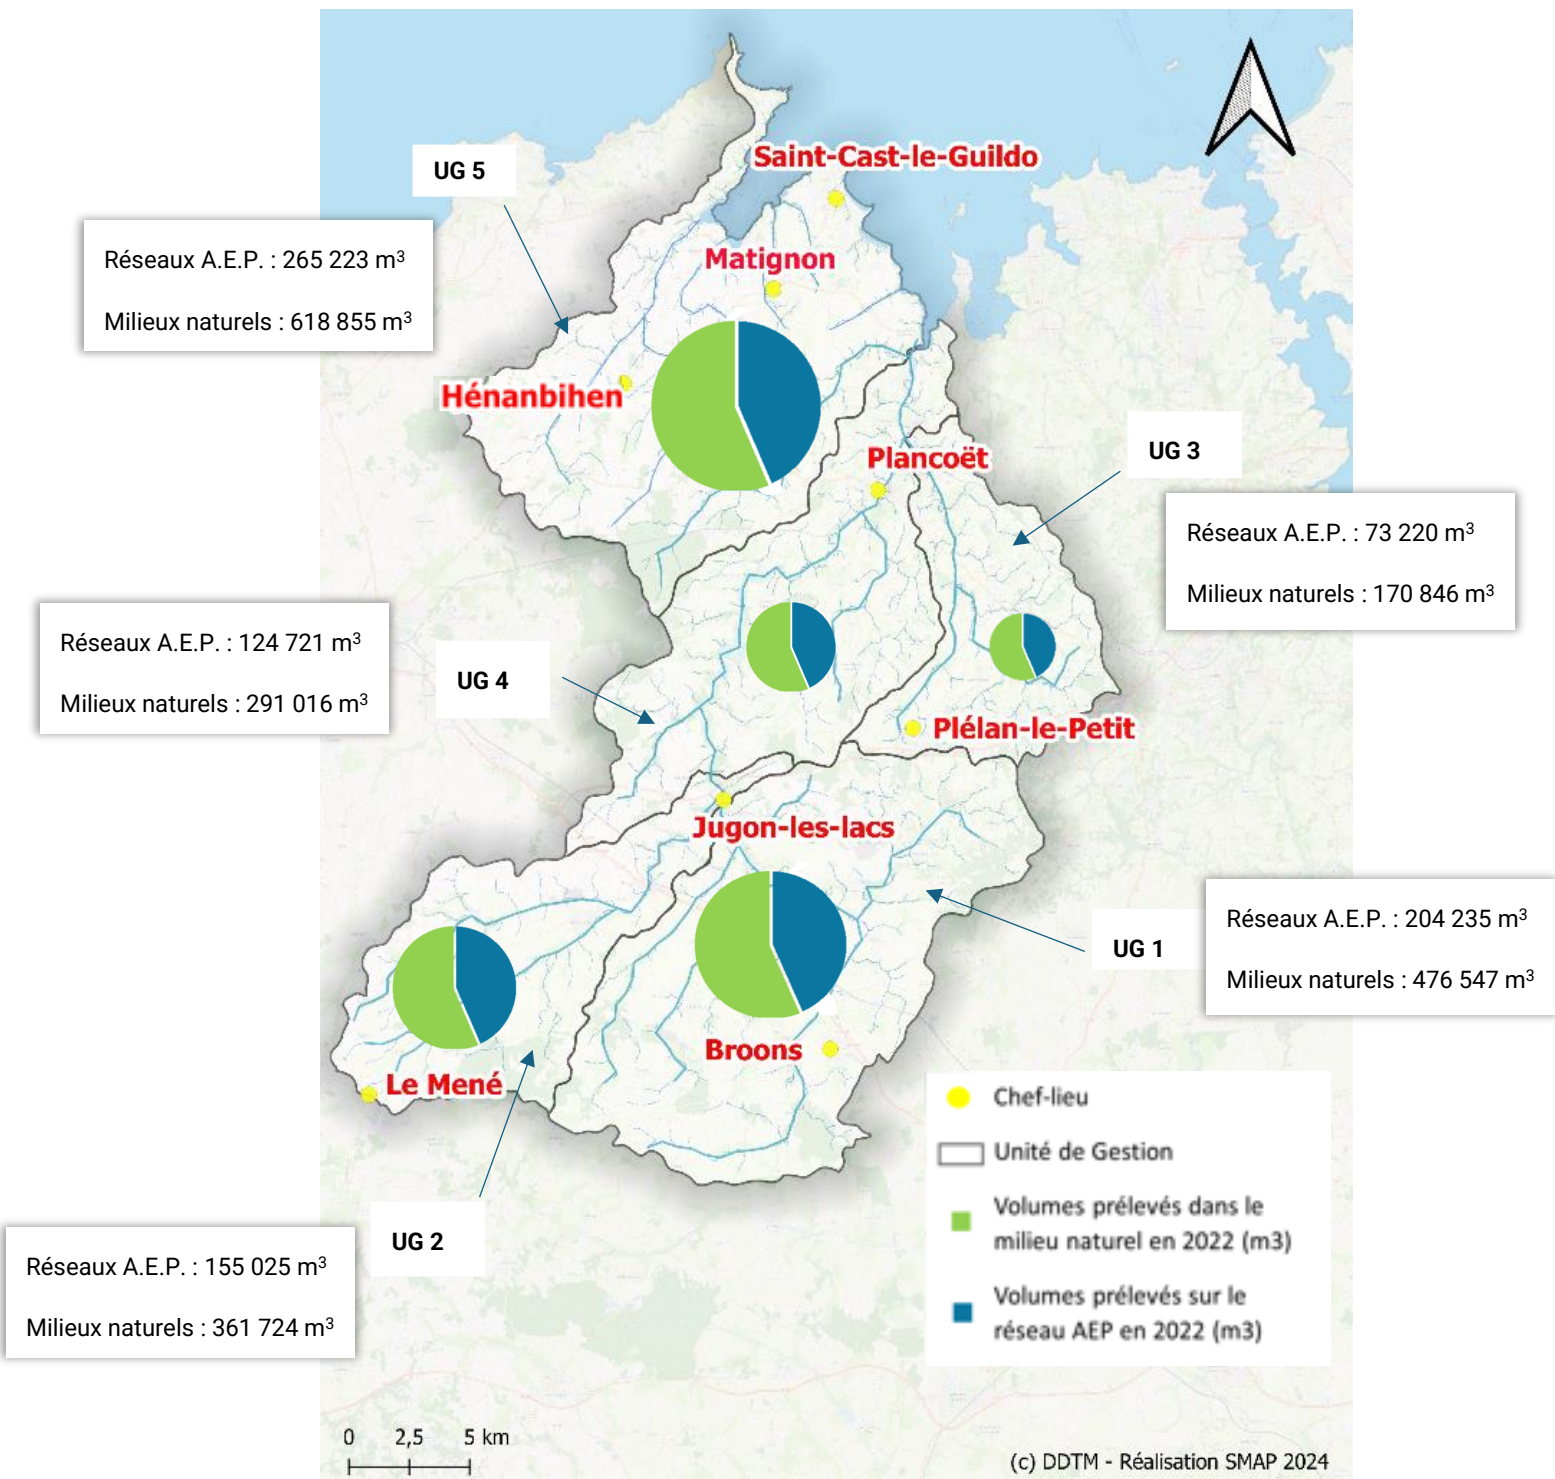 Saint-Cast-le-Guildo
UG 5
Réseaux A.E.P. : 265 223 m³
Milieux naturels : 618 855 m³
Matignon
Hénanbihen
Plancoët
UG 3
Réseaux A.E.P. : 73 220 m³
Milieux naturels : 170 846 m³
Réseaux A.E.P. : 124 721 m³
Milieux naturels : 291 016 m³
UG 4
Plélan-le-Petit
Jugon-les-lacs
UG 1
Réseaux A.E.P. : 204 235 m³
Milieux naturels : 476 547 m³
Broons
Le Mené
UG 2
Réseaux A.E.P. : 155 025 m³
Milieux naturels : 361 724 m³
Chef-lieu
Unité de Gestion
Volumes prélevés dans le
milieu naturel en 2022 (m3)
Volumes prélevés sur le
réseau AEP en 2022 (m3)
0 2,5 5 km
(c) DDTM - Réalisation SMAP 2024